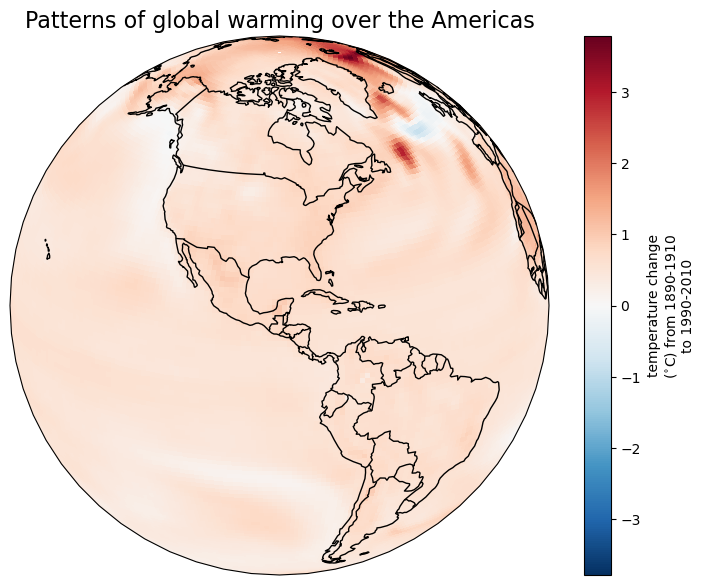 Patterns of global warming over the Americas
3
2
1
0
−1
−2
−3
temperature change
(°C) from 1890-1910
to 1990-2010